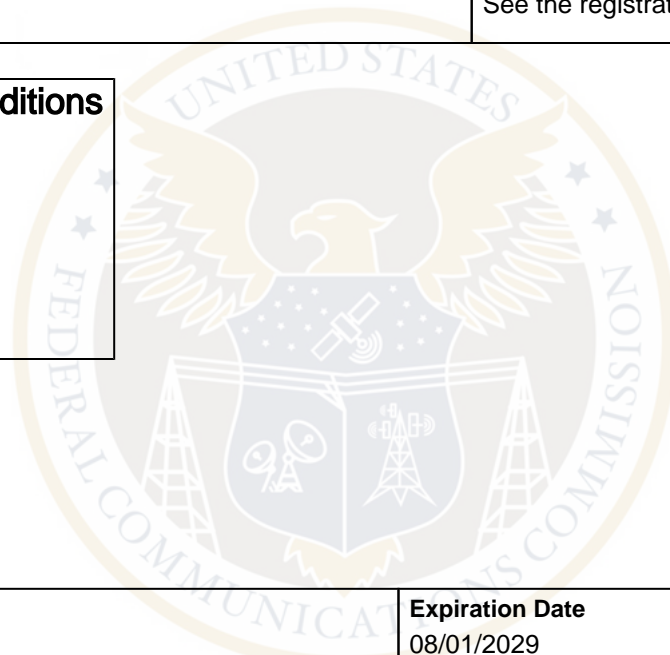 See the registrat
ditions
UNITED STATES
FEDERAL COMMUNICATIONS COMMISSION
Expiration Date
08/01/2029